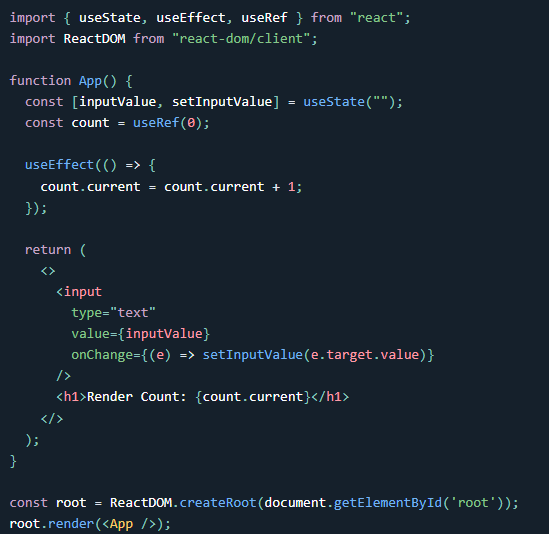 import { useState, useEffect, useRef } from "react";
import ReactDOM from "react-dom/client";

function App() {
  const [inputValue, setInputValue] = useState("");
  const count = useRef(0);

  useEffect(() => {
    count.current = count.current + 1;
  });

  return (
    <>
      <input
        type="text"
        value={inputValue}
        onChange={(e) => setInputValue(e.target.value)}
      />
      <h1>Render Count: {count.current}</h1>
    </>
  );
}

const root = ReactDOM.createRoot(document.getElementById('root'));
root.render(<App />);